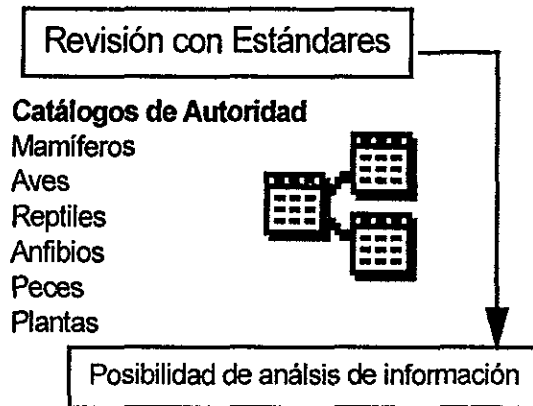 Revisión con Estándares
Catálogos de Autoridad
Mamíferos
Aves
Reptiles
Anfibios
Peces
Plantas
Posibilidad de análsis de información